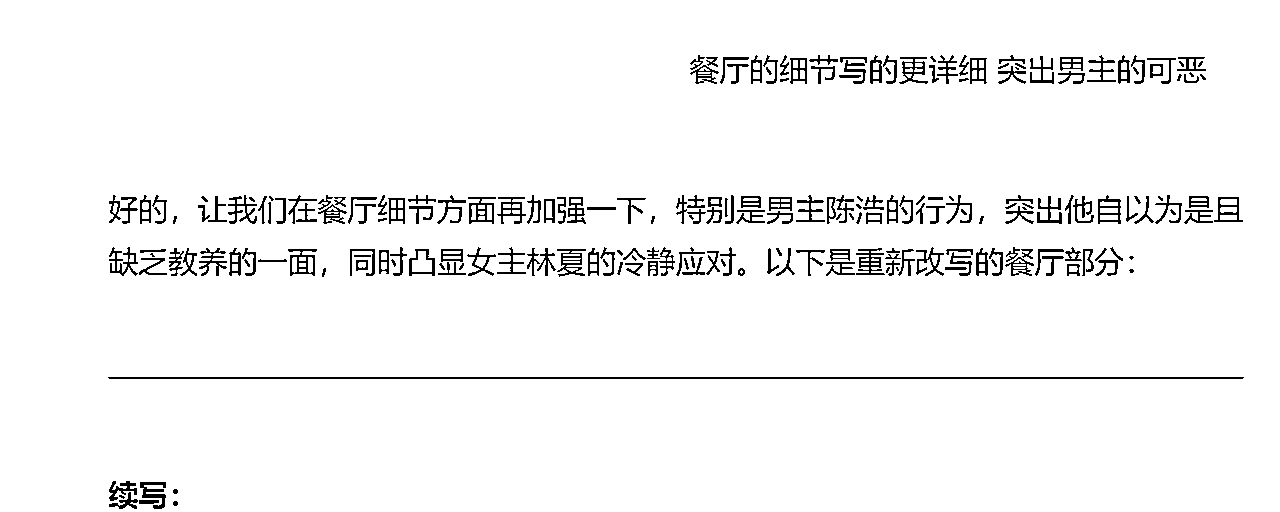 餐厅的细节写的更详细 突出男主的可恶
好的，让我们在餐厅细节方面再加强一下，特别是男主陈浩的行为，突出他自以为是且
缺乏教养的一面，同时凸显女主林夏的冷静应对。以下是重新改写的餐厅部分：
续写：